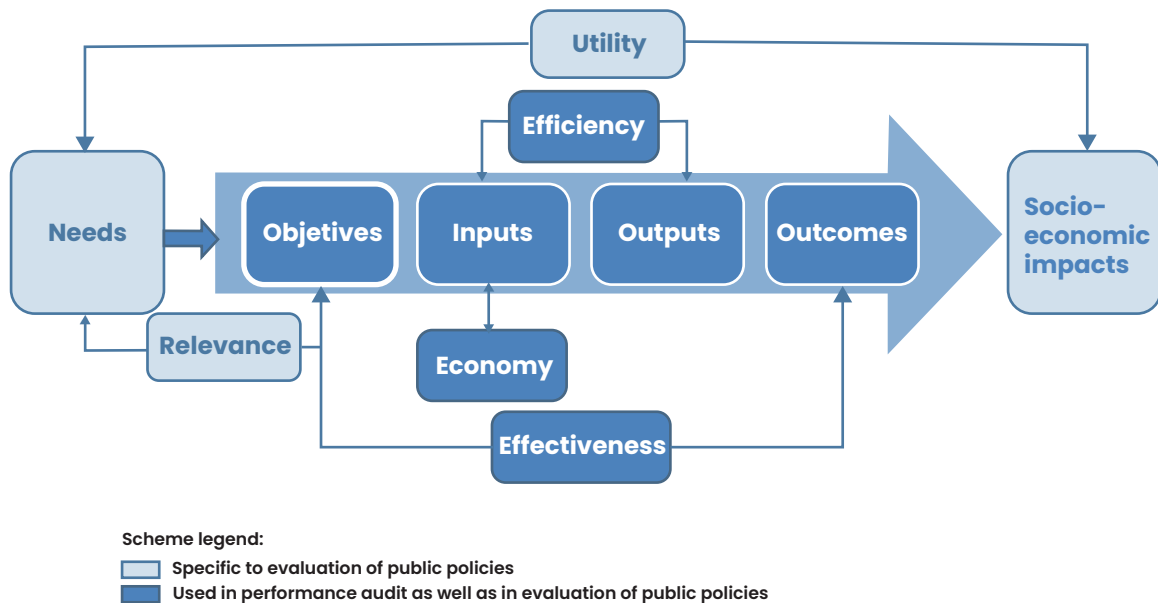 Utility
Efficiency
Needs
Objetives
Inputs
Outputs
Outcomes
Socio-
economic
impacts
Relevance
Economy
Effectiveness
Scheme legend:
Specific to evaluation of public policies
Used in performance audit as well as in evaluation of public policies